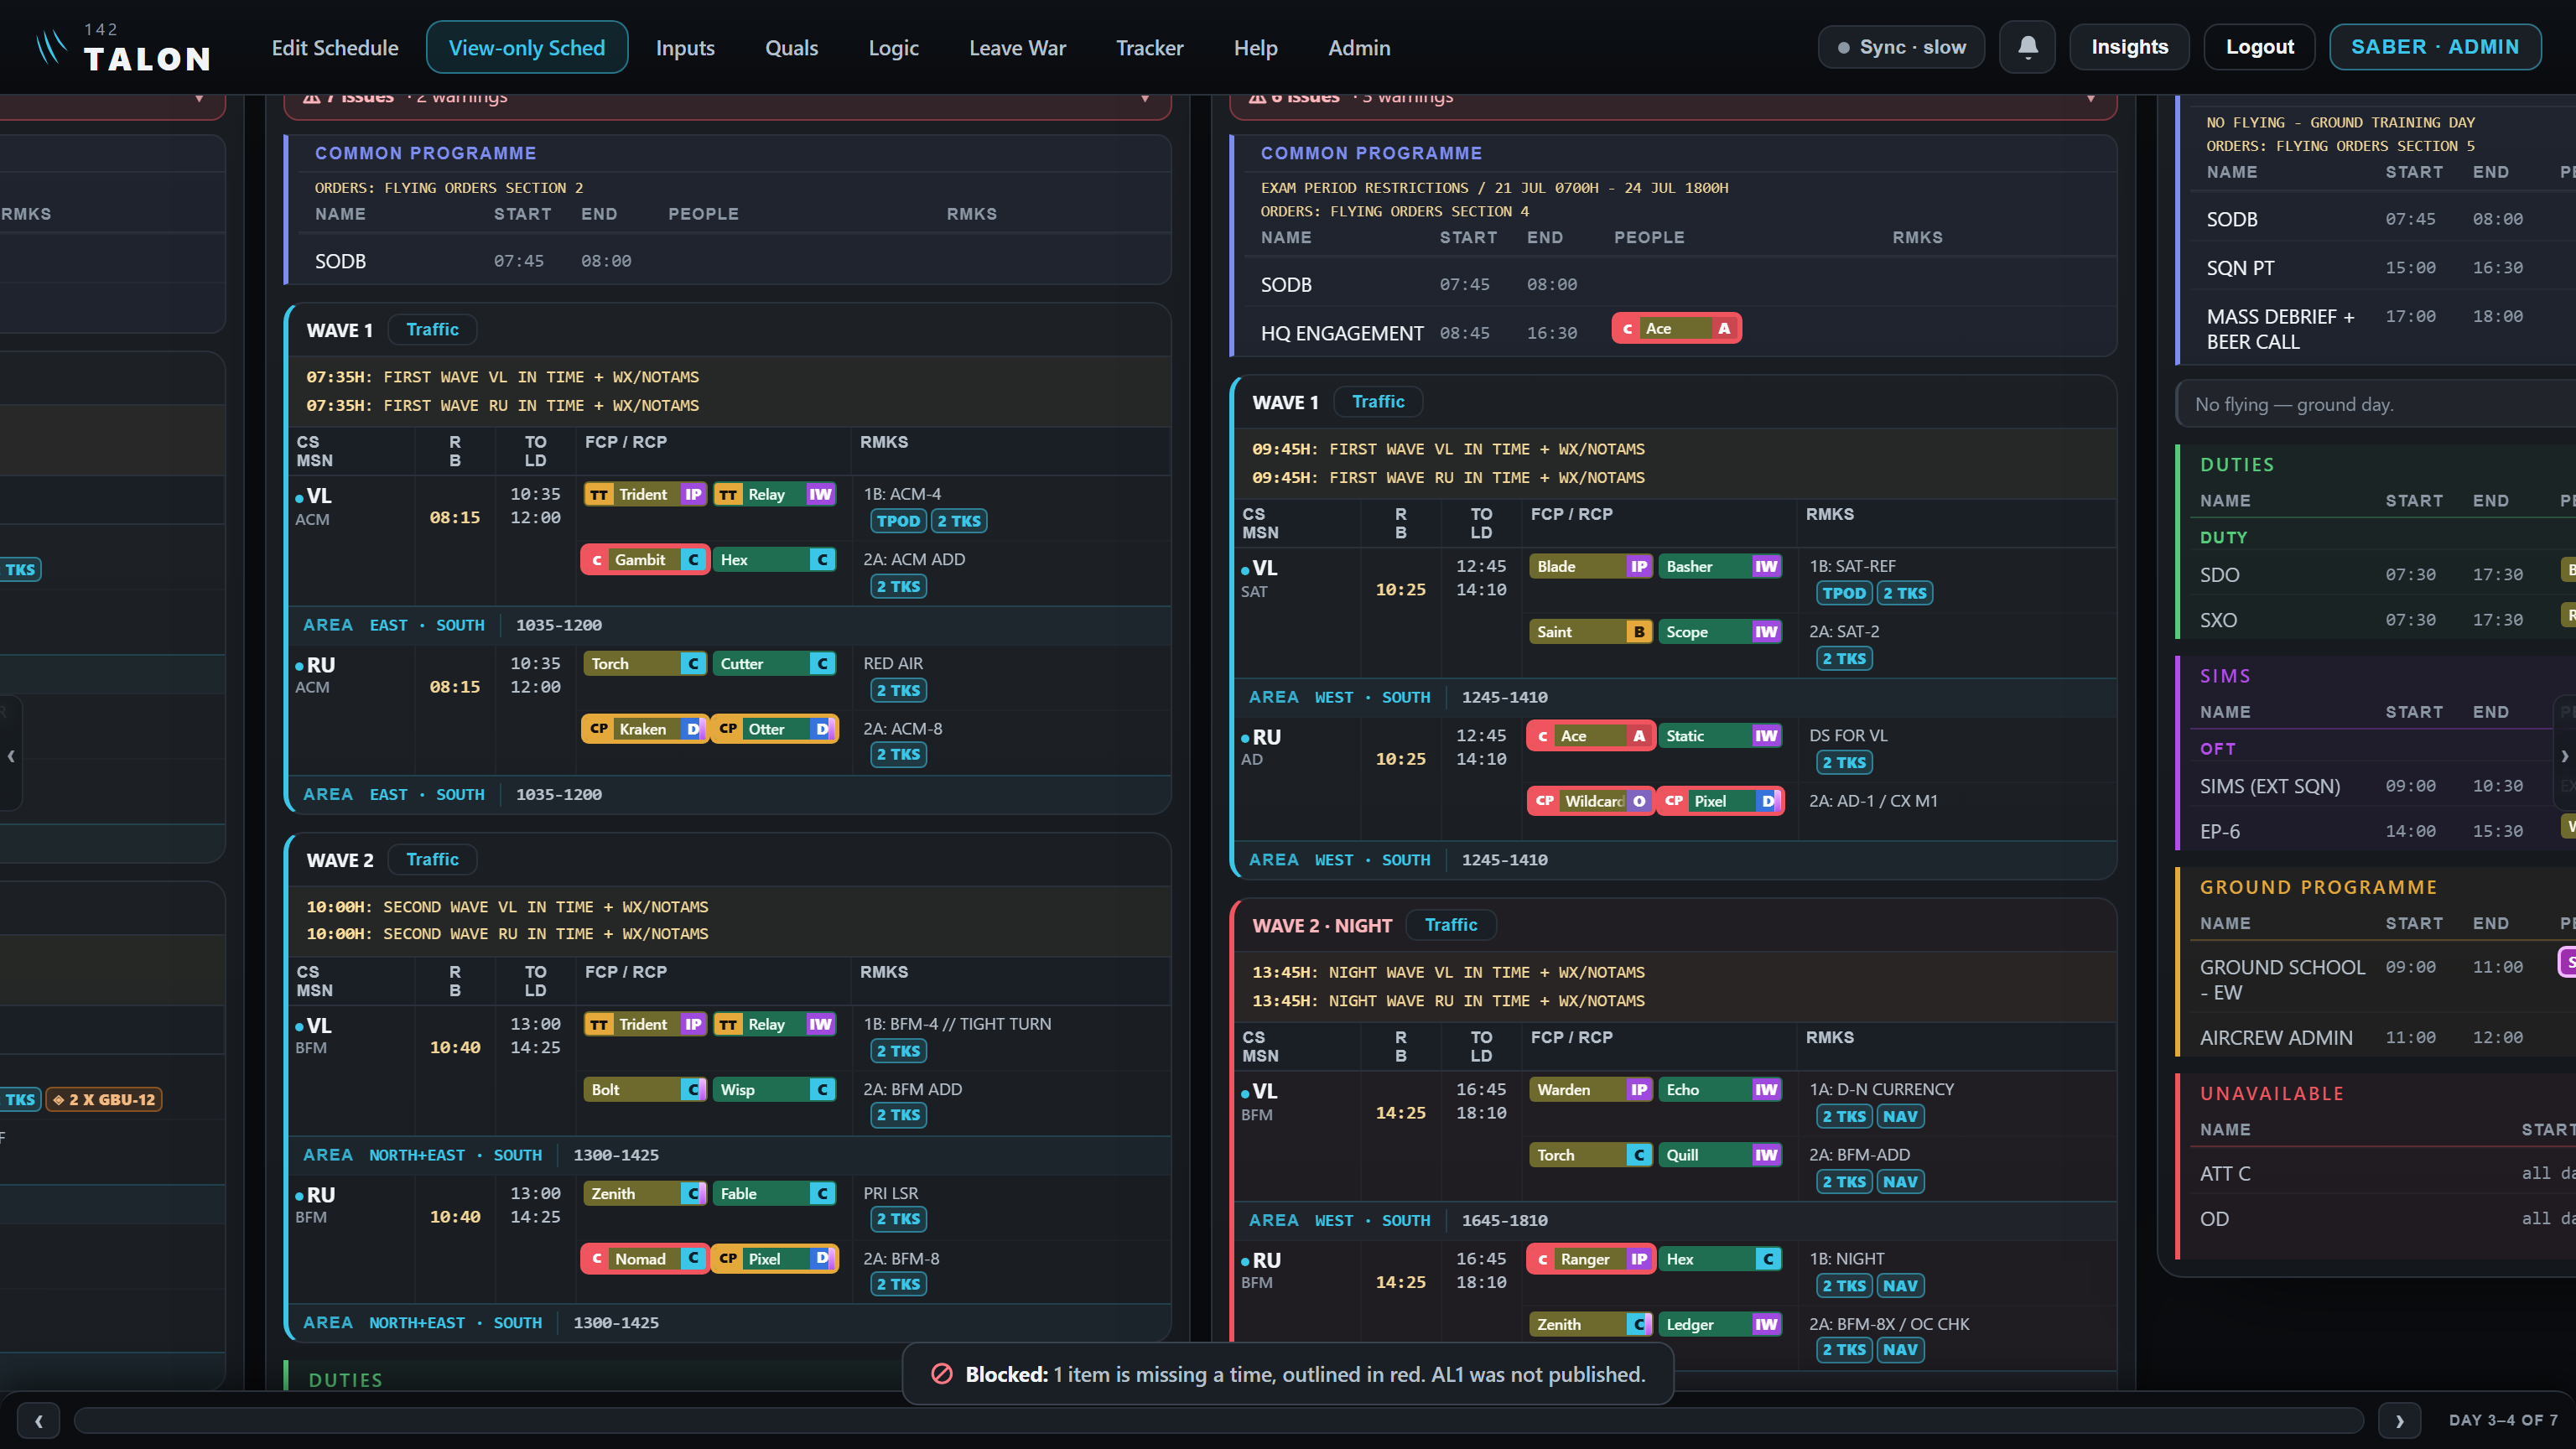 142
TALON
Edit Schedule
View-only Sched
Inputs
Quals
Logic
Leave War
Tracker
Help
Admin
Sync · slow
Insights
Logout
SABER · ADMIN
RMKS
TKS
TKS
◈ 2 X GBU-12
7 issues · 2 warnings
COMMON PROGRAMME
ORDERS: FLYING ORDERS SECTION 2
NAME START END PEOPLE RMKS
SODB 07:45 08:00
WAVE 1 Traffic
07:35H: FIRST WAVE VL IN TIME + WX/NOTAMS
07:35H: FIRST WAVE RU IN TIME + WX/NOTAMS
CS R TO FCP / RCP RMKS
MSN B LD
VL 10:35 TT Trident IP TT Relay IW 1B: ACM-4
ACM 08:15 12:00 TPOD 2 TKS
C Gambit C Hex C 2A: ACM ADD
2 TKS
AREA EAST · SOUTH 1035-1200
RU 10:35 Torch C Cutter C RED AIR
ACM 08:15 12:00 2 TKS
CP Kraken D CP Otter D 2A: ACM-8
2 TKS
AREA EAST · SOUTH 1035-1200
WAVE 2 Traffic
10:00H: SECOND WAVE VL IN TIME + WX/NOTAMS
10:00H: SECOND WAVE RU IN TIME + WX/NOTAMS
CS R TO FCP / RCP RMKS
MSN B LD
VL 13:00 TT Trident IP TT Relay IW 1B: BFM-4 // TIGHT TURN
BFM 10:40 14:25 2 TKS
Bolt C Wisp C 2A: BFM ADD
2 TKS
AREA NORTH+EAST · SOUTH 1300-1425
RU 13:00 Zenith C Fable C PRI LSR
BFM 10:40 14:25 2 TKS
C Nomad C CP Pixel D 2A: BFM-8
2 TKS
AREA NORTH+EAST · SOUTH 1300-1425
DUTIES
6 issues · 3 warnings
COMMON PROGRAMME
EXAM PERIOD RESTRICTIONS / 21 JUL 0700H - 24 JUL 1800H
ORDERS: FLYING ORDERS SECTION 4
NAME START END PEOPLE RMKS
SODB 07:45 08:00
HQ ENGAGEMENT 08:45 16:30 C Ace A
WAVE 1 Traffic
09:45H: FIRST WAVE VL IN TIME + WX/NOTAMS
09:45H: FIRST WAVE RU IN TIME + WX/NOTAMS
CS R TO FCP / RCP RMKS
MSN B LD
VL 12:45 Blade IP Basher IW 1B: SAT-REF
SAT 10:25 14:10 TPOD 2 TKS
Saint B Scope IW 2A: SAT-2
2 TKS
AREA WEST · SOUTH 1245-1410
RU 12:45 C Ace A Static IW DS FOR VL
AD 10:25 14:10 2 TKS
CP Wildcard O CP Pixel D 2A: AD-1 / CX M1
AREA WEST · SOUTH 1245-1410
WAVE 2 · NIGHT Traffic
13:45H: NIGHT WAVE VL IN TIME + WX/NOTAMS
13:45H: NIGHT WAVE RU IN TIME + WX/NOTAMS
CS R TO FCP / RCP RMKS
MSN B LD
VL 16:45 Warden IP Echo IW 1A: D-N CURRENCY
BFM 14:25 18:10 2 TKS NAV
Torch C Quill IW 2A: BFM-ADD
2 TKS NAV
AREA WEST · SOUTH 1645-1810
RU 16:45 C Ranger IP Hex C 1B: NIGHT
BFM 14:25 18:10 2 TKS NAV
Zenith C Ledger IW 2A: BFM-8X / OC CHK
2 TKS NAV
NO FLYING - GROUND TRAINING DAY
ORDERS: FLYING ORDERS SECTION 5
NAME START END
SODB 07:45 08:00
SQN PT 15:00 16:30
MASS DEBRIEF + 17:00 18:00
BEER CALL
No flying — ground day.
DUTIES
NAME START END
DUTY
SDO 07:30 17:30
SXO 07:30 17:30
SIMS
NAME START END
OFT
SIMS (EXT SQN) 09:00 10:30
EP-6 14:00 15:30
GROUND PROGRAMME
NAME START END
GROUND SCHOOL 09:00 11:00
- EW
AIRCREW ADMIN 11:00 12:00
UNAVAILABLE
NAME START
ATT C all
OD all
Blocked: 1 item is missing a time, outlined in red. AL1 was not published.
DAY 3–4 OF 7